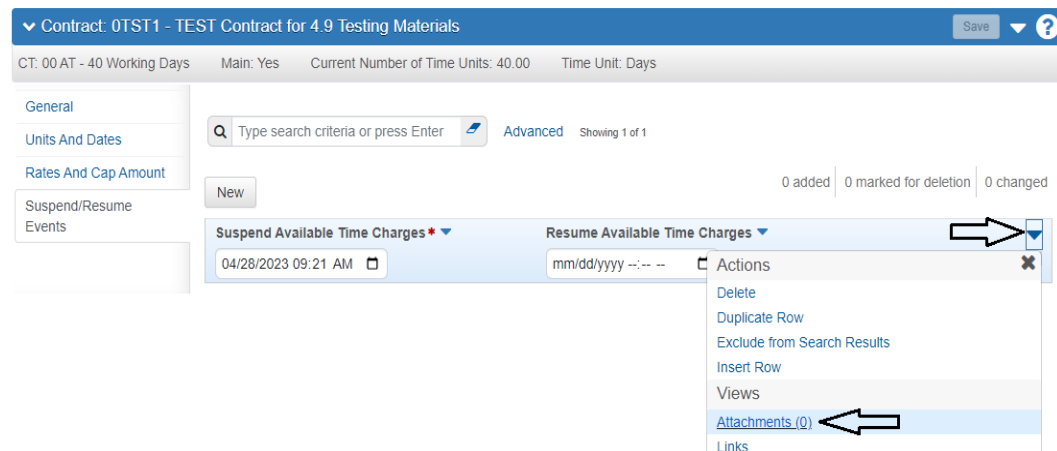 Contract: 0TST1 - TEST Contract for 4.9 Testing Materials
Save
?
CT: 00 AT - 40 Working Days Main: Yes Current Number of Time Units: 40.00 Time Unit: Days
General
Units And Dates
Rates And Cap Amount
Suspend/Resume
Events
Type search criteria or press Enter
Advanced
Showing 1 of 1
New
0 added
0 marked for deletion
0 changed
Suspend Available Time Charges*
Resume Available Time Charges
04/28/2023 09:21 AM
mm/dd/yyyy --:-- --
Actions
Delete
Duplicate Row
Exclude from Search Results
Insert Row
Views
Attachments (0)
Links